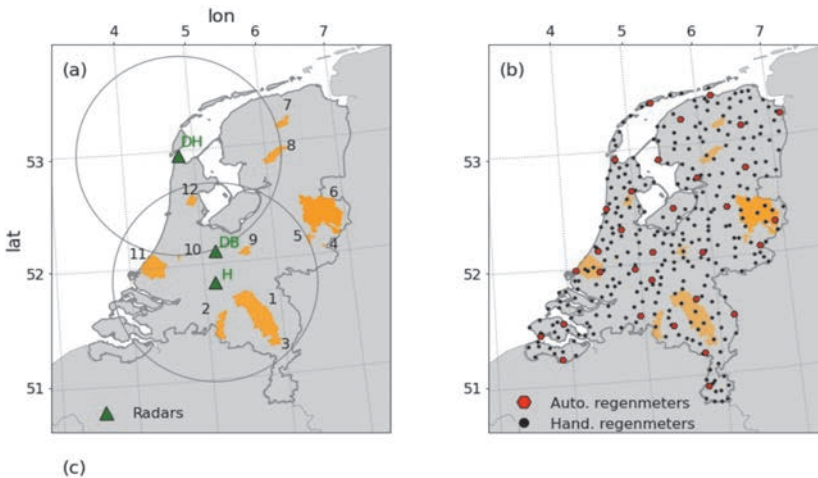 lon
4 5 6 7
4 5 6 7
(a)
(b)
7
DH
8
53
53
12
6
DB
9
5
4
10
11
lat
52
52
H
1
2
3
51
51
Radars
Auto. regenmeters
Hand. regenmeters
(c)